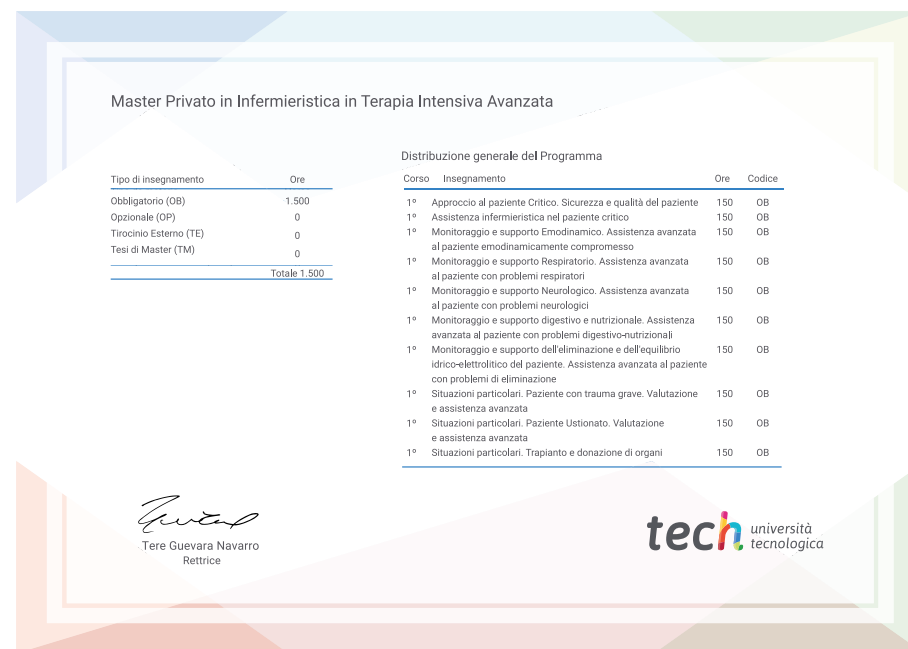 Master Privato in Infermieristica in Terapia Intensiva Avanzata
Tipo di insegnamento Ore
Obbligatorio (OB) 1.500
Opzionale (OP) 0
Tirocinio Esterno (TE) 0
Tesi di Master (TM) 0
Totale 1.500
Distribuzione generale del Programma
Corso Insegnamento Ore Codice
1º Approccio al paziente Critico. Sicurezza e qualità del paziente 150 OB
1º Assistenza infermieristica nel paziente critico 150 OB
1º Monitoraggio e supporto Emodinamico. Assistenza avanzata 150 OB
al paziente emodinamicamente compromesso
1º Monitoraggio e supporto Respiratorio. Assistenza avanzata 150 OB
al paziente con problemi respiratori
1º Monitoraggio e supporto Neurologico. Assistenza avanzata 150 OB
al paziente con problemi neurologici
1º Monitoraggio e supporto digestivo e nutrizionale. Assistenza 150 OB
avanzata al paziente con problemi digestivo-nutrizionali
1º Monitoraggio e supporto dell'eliminazione e dell'equilibrio 150 OB
idrico-elettrolitico del paziente. Assistenza avanzata al paziente
con problemi di eliminazione
1º Situazioni particolari. Paziente con trauma grave. Valutazione 150 OB
e assistenza avanzata
1º Situazioni particolari. Paziente Ustionato. Valutazione 150 OB
e assistenza avanzata
1º Situazioni particolari. Trapianto e donazione di organi 150 OB
Tere Guevara Navarro
Rettrice
tech università
tecnologica